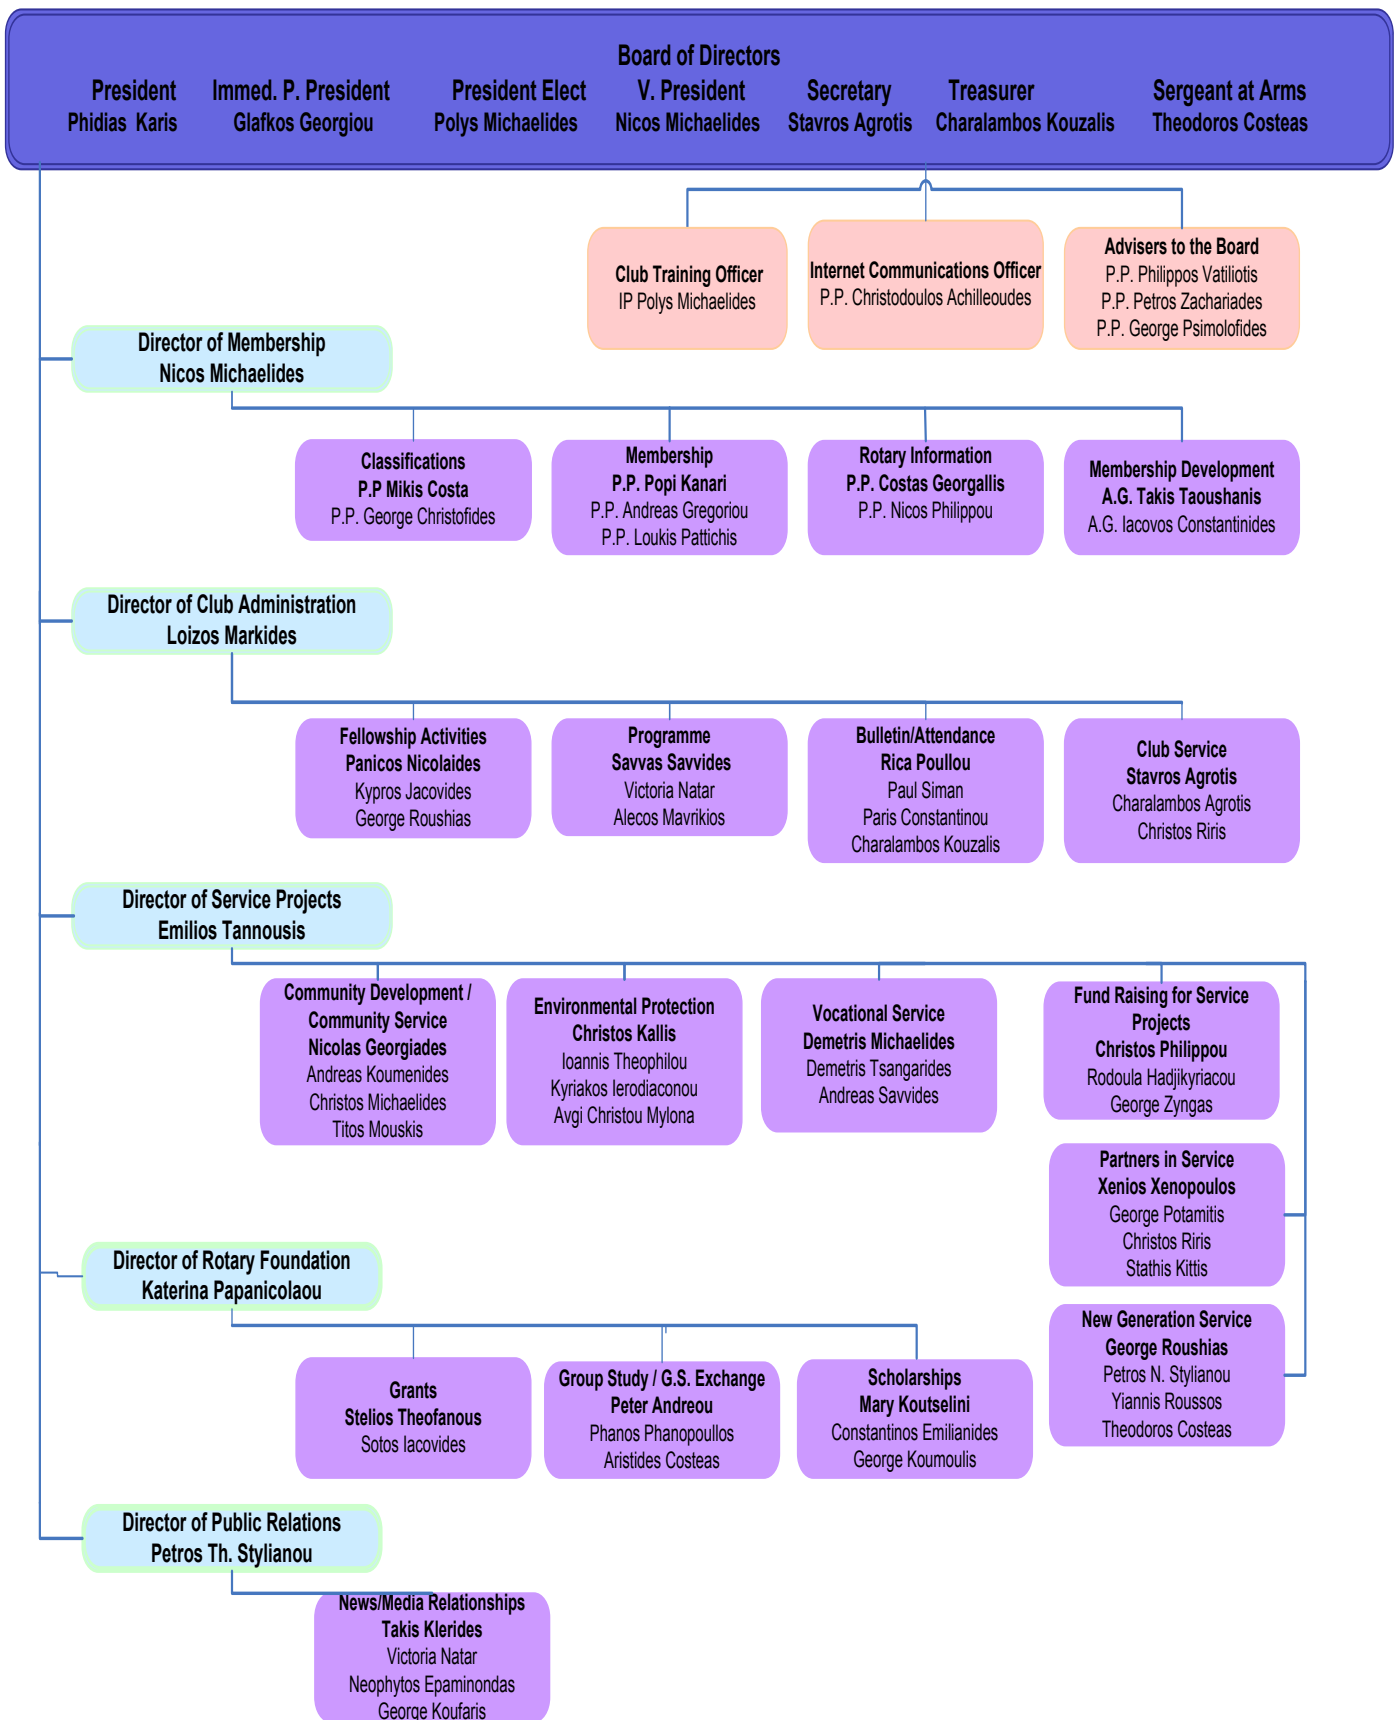 Board of Directors
President Immed. P. President President Elect V. President Secretary Treasurer Sergeant at Arms
Phidias Karis Glafkos Georgiou Polys Michaelides Nicos Michaelides Stavros Agrotis Charalambos Kouzalis Theodoros Costeas
Club Training Officer
IP Polys Michaelides
Internet Communications Officer
P.P. Christodoulos Achilleoudes
Advisers to the Board
P.P. Philippos Vatiliotis
P.P. Petros Zachariades
P.P. George Psimolofides
Director of Membership
Nicos Michaelides
Classifications
P.P Mikis Costa
P.P. George Christofides
Membership
P.P. Popi Kanari
P.P. Andreas Gregoriou
P.P. Loukis Pattichis
Rotary Information
P.P. Costas Georgallis
P.P. Nicos Philippou
Membership Development
A.G. Takis Taoushanis
A.G. Iacovos Constantinides
Director of Club Administration
Loizos Markides
Fellowship Activities
Panicos Nicolaides
Kypros Jacovides
George Roushias
Programme
Savvas Savvides
Victoria Natar
Alecos Mavrikios
Bulletin/Attendance
Rica Poullou
Paul Siman
Paris Constantinou
Charalambos Kouzalis
Club Service
Stavros Agrotis
Charalambos Agrotis
Christos Riris
Director of Service Projects
Emilios Tannousis
Community Development /
Community Service
Nicolas Georgiades
Andreas Koumenides
Christos Michaelides
Titos Mouskis
Environmental Protection
Christos Kallis
Ioannis Theophilou
Kyriakos Ierodiaconou
Avgi Christou Mylona
Vocational Service
Demetris Michaelides
Demetris Tsangarides
Andreas Savvides
Fund Raising for Service
Projects
Christos Philippou
Rodoula Hadjikyriacou
George Zyngas
Partners in Service
Xenios Xenopoulos
George Potamitis
Christos Riris
Stathis Kittis
New Generation Service
George Roushias
Petros N. Stylianou
Yiannis Roussos
Theodoros Costeas
Director of Rotary Foundation
Katerina Papanicolaou
Grants
Stelios Theofanous
Sotos Iacovides
Group Study / G.S. Exchange
Peter Andreou
Phanos Phanopoullos
Aristides Costeas
Scholarships
Mary Koutselini
Constantinos Emilianides
George Koumoulis
Director of Public Relations
Petros Th. Stylianou
News/Media Relationships
Takis Klerides
Victoria Natar
Neophytos Epaminondas
George Koufaris